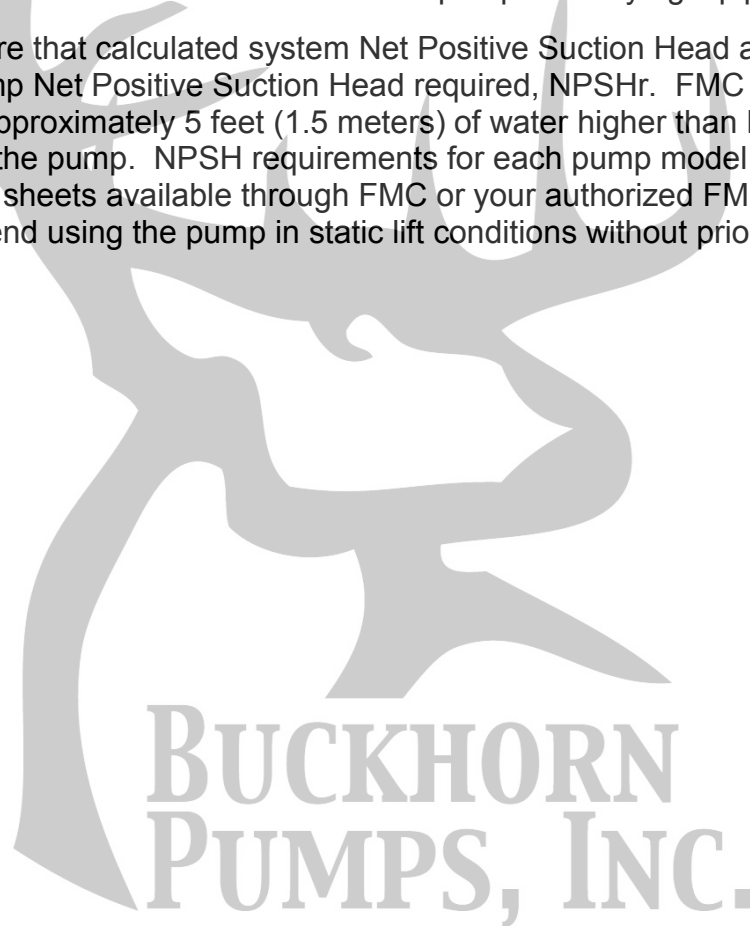 re that calculated system Net Positive Suction Head a
np Net Positive Suction Head required, NPSHr. FMC
pproximately 5 feet (1.5 meters) of water higher than
the pump. NPSH requirements for each pump model
sheets available through FMC or your authorized FM
end using the pump in static lift conditions without prio
BUCKHORN
PUMPS, INC.